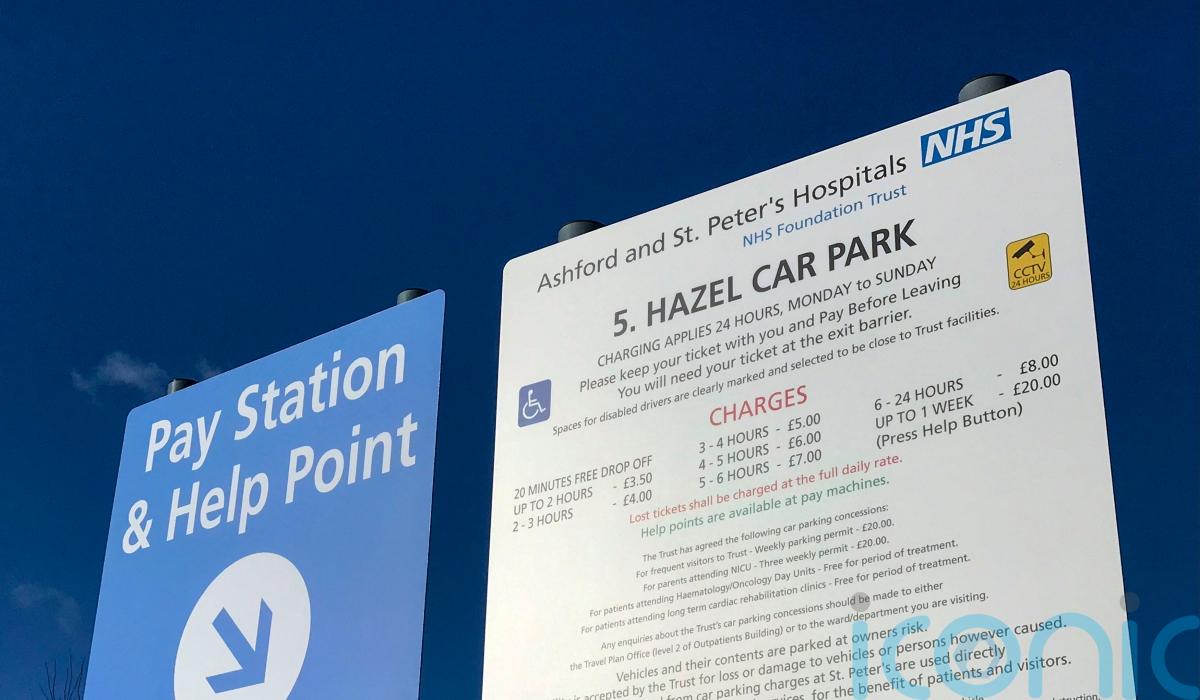 Pay Station
& Help Point
Ashford and St. Peter's Hospitals NHS
NHS Foundation Trust
5. HAZEL CAR PARK
CCTV
24 HOURS
CHARGING APPLIES 24 HOURS, MONDAY to SUNDAY
Please keep your ticket with you and Pay Before Leaving
You will need your ticket at the exit barrier.
Spaces for disabled drivers are clearly marked and selected to be close to Trust facilities.
CHARGES
20 MINUTES FREE DROP OFF
UP TO 2 HOURS - £3.50
2 - 3 HOURS - £4.00
3 - 4 HOURS - £5.00
4 - 5 HOURS - £6.00
5 - 6 HOURS - £7.00
6 - 24 HOURS - £8.00
UP TO 1 WEEK - £20.00
(Press Help Button)
Lost tickets shall be charged at the full daily rate.
Help points are available at pay machines.
The Trust has agreed the following car parking concessions:
For frequent visitors to Trust - Weekly parking permit - £20.00.
For parents attending NICU - Three weekly permit - £20.00.
For patients attending Haematology/Oncology Day Units - Free for period of treatment.
For patients attending long term cardiac rehabilitation clinics - Free for period of treatment.
Any enquiries about the Trust's car parking concessions should be made to either
the Travel Plan Office (level 2 of Outpatients Building) or to the ward/department you are visiting.
Vehicles and their contents are parked at owners risk.
is accepted by the Trust for loss or damage to vehicles or persons however caused.
from car parking charges at St. Peter's are used directly
for the benefit of patients and visitors.
iconic